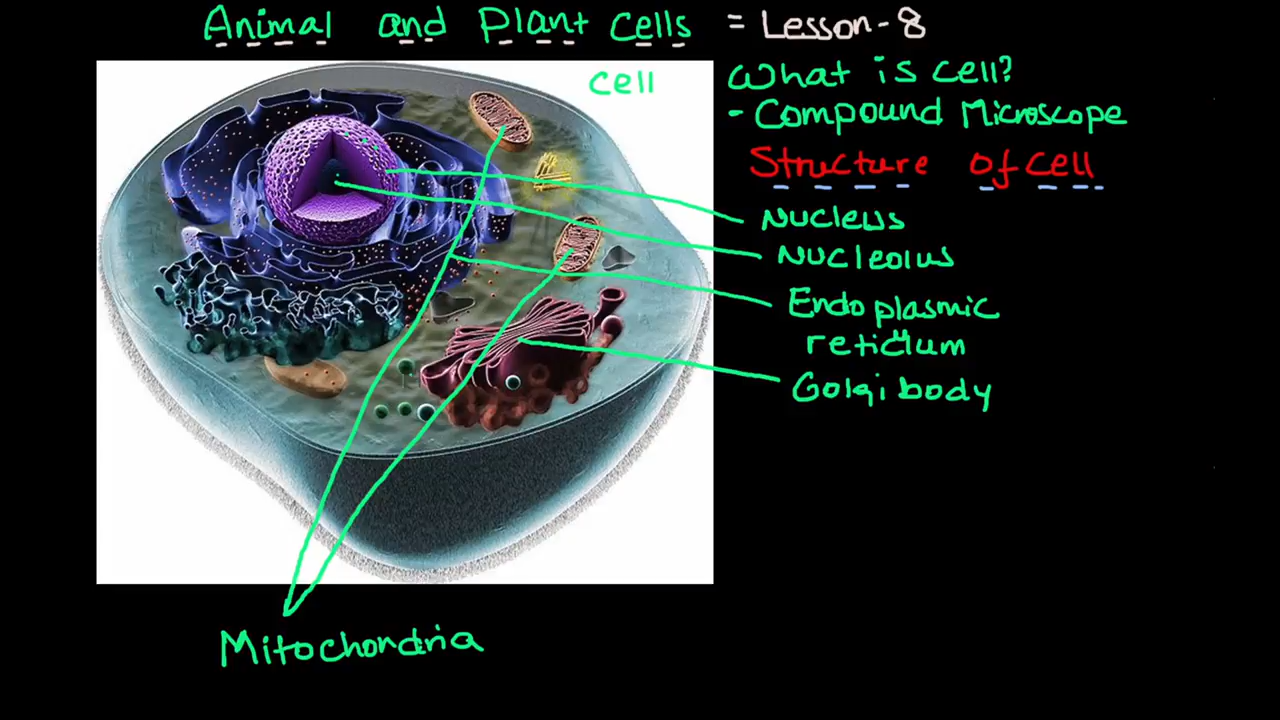 Animal and Plant Cells = Lesson-8
cell
What is cell?
- Compound Microscope
Structure of cell
Nucleus
Nucleolus
Endoplasmic
reticulum
Golgi body
Mitochondria